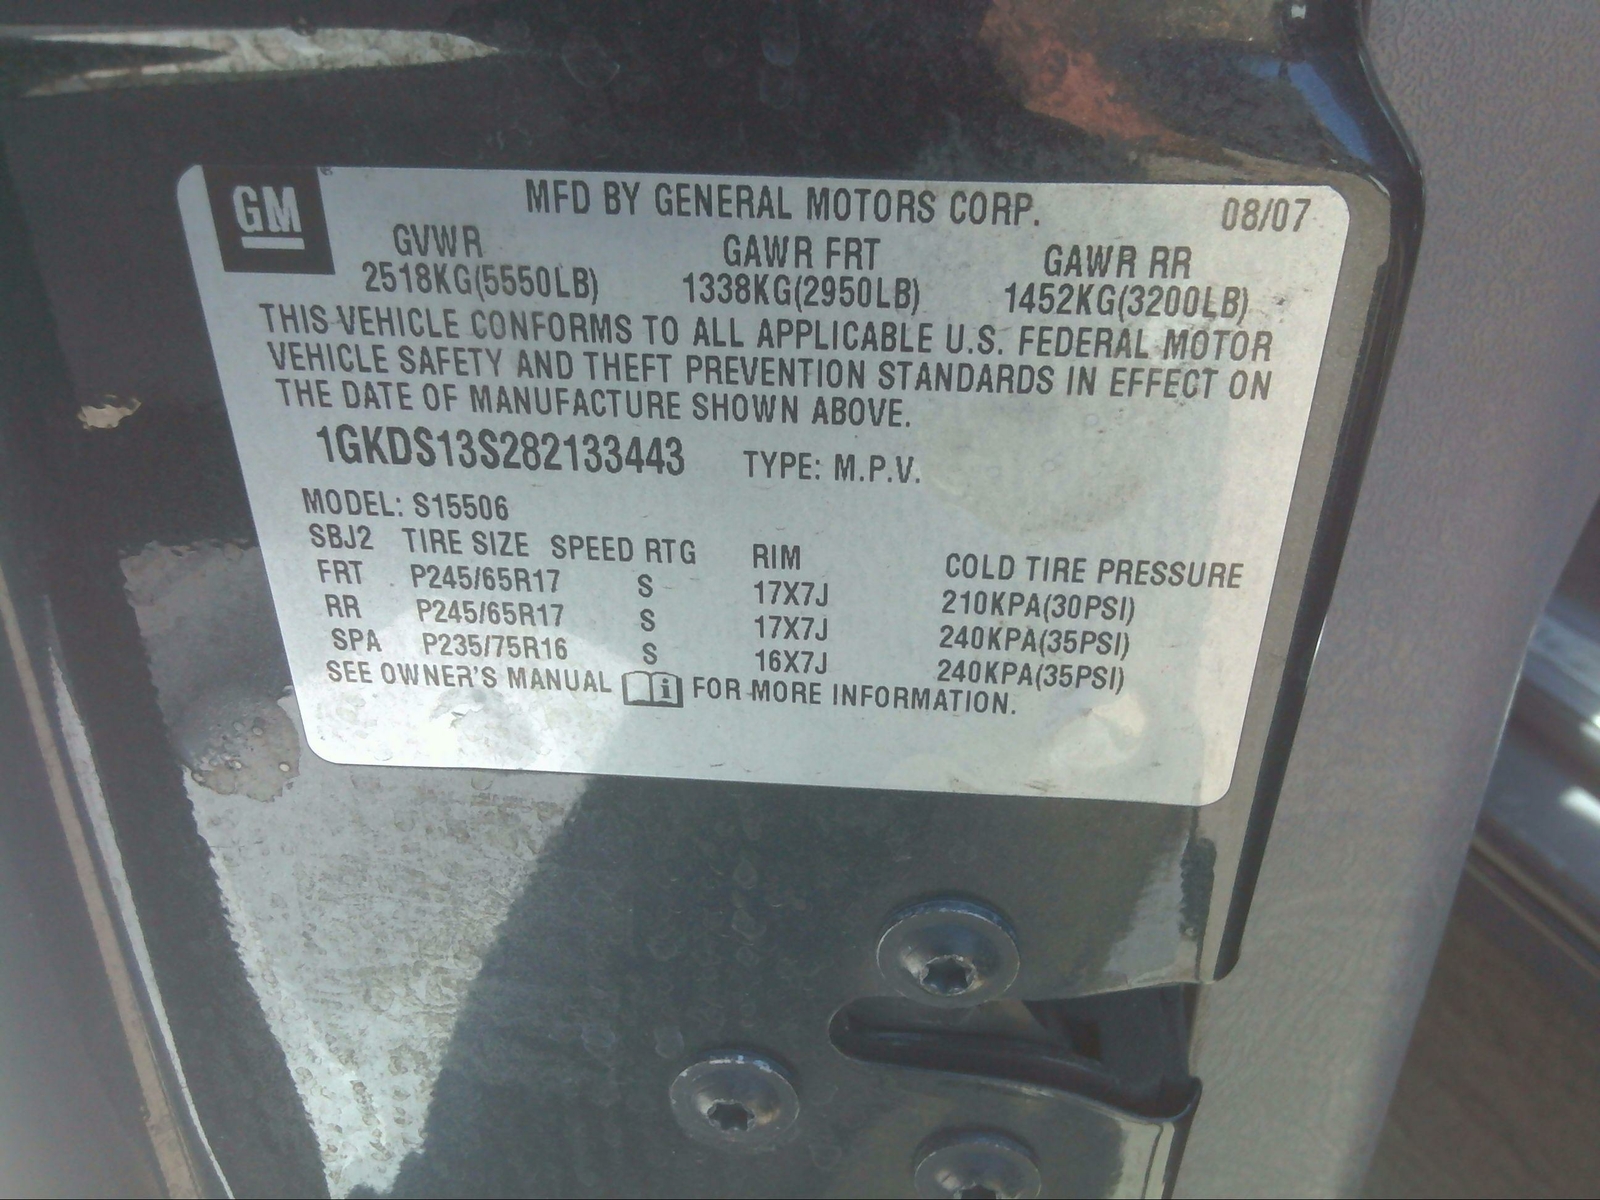 GM
MFD BY GENERAL MOTORS CORP. 08/07
GVWR GAWR FRT GAWR RR
2518KG(5550LB) 1338KG(2950LB) 1452KG(3200LB)
THIS VEHICLE CONFORMS TO ALL APPLICABLE U.S. FEDERAL MOTOR
VEHICLE SAFETY AND THEFT PREVENTION STANDARDS IN EFFECT ON
THE DATE OF MANUFACTURE SHOWN ABOVE.
1GKDS13S282133443 TYPE: M.P.V.
MODEL: S15506
SBJ2 TIRE SIZE SPEED RTG RIM COLD TIRE PRESSURE
FRT P245/65R17 S 17X7J 210KPA(30PSI)
RR P245/65R17 S 17X7J 240KPA(35PSI)
SPA P235/75R16 S 16X7J 240KPA(35PSI)
SEE OWNER'S MANUAL i FOR MORE INFORMATION.